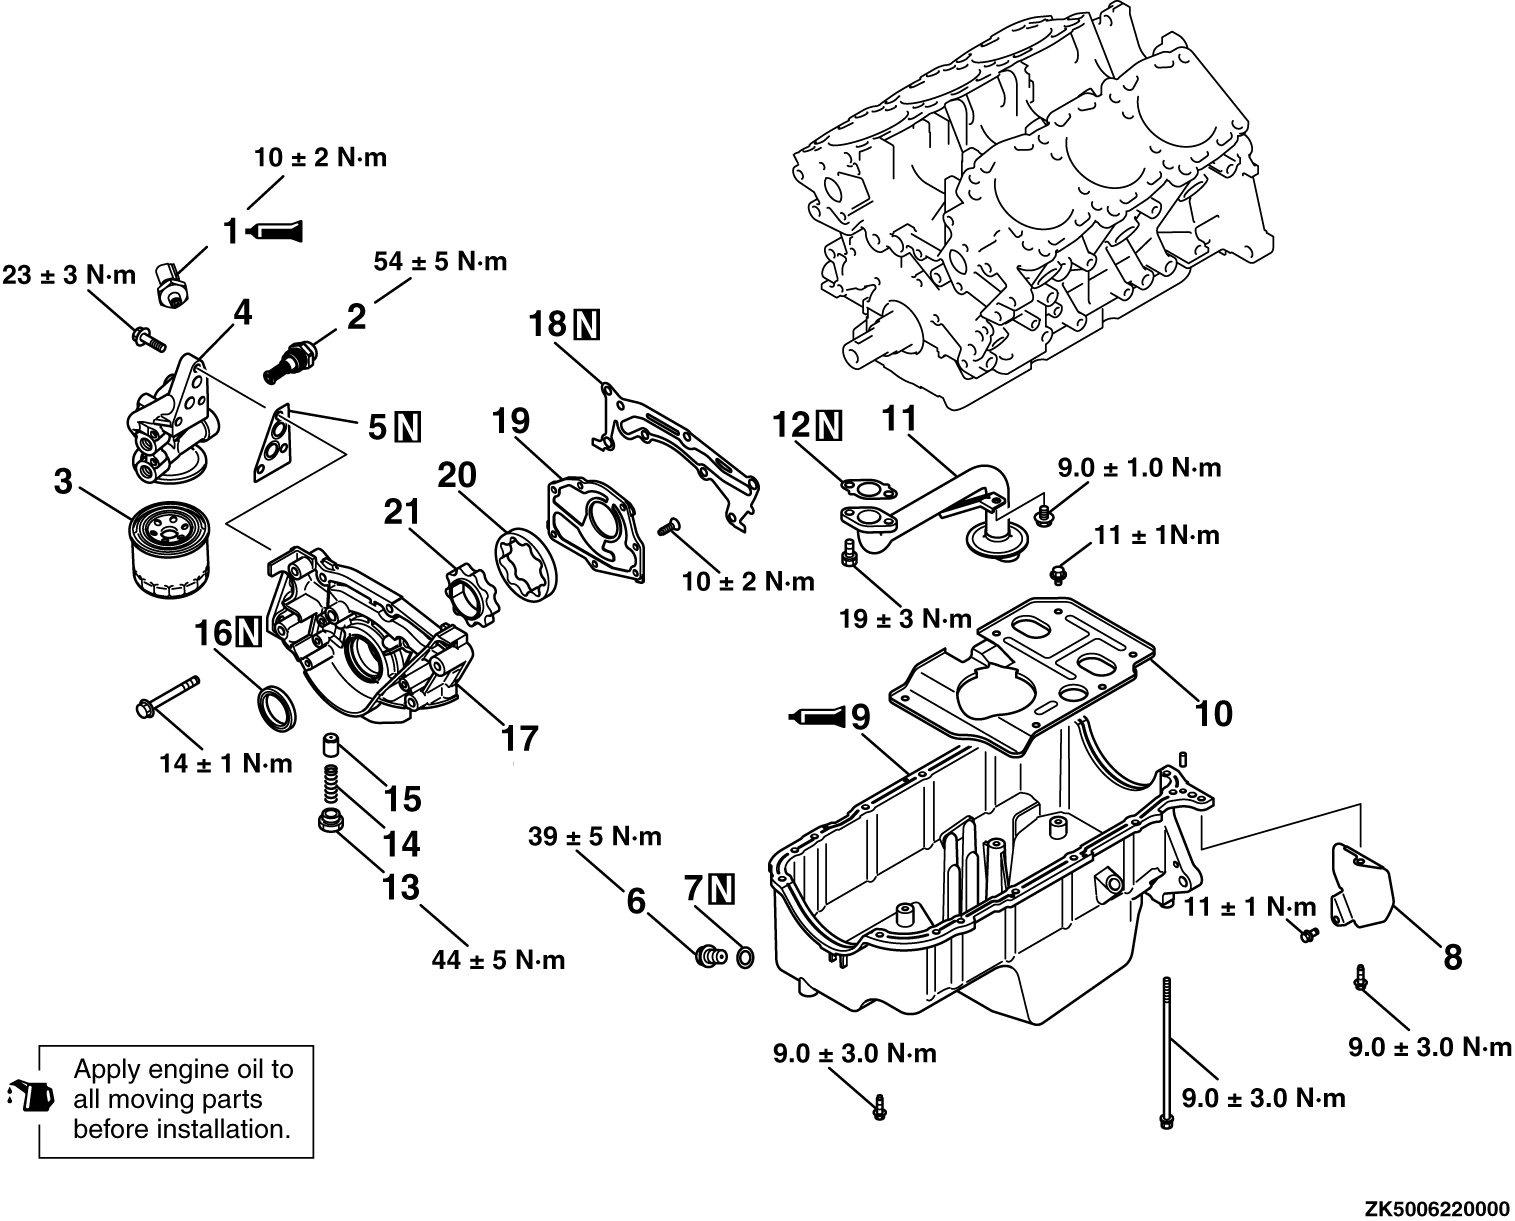 10 ± 2 N·m
1
54 ± 5 N·m
23 ± 3 N·m
4
2
18 N
5 N
19
12 N
11
9.0 ± 1.0 N·m
3
20
21
11 ± 1N·m
10 ± 2 N·m
19 ± 3 N·m
16 N
10
9
17
14 ± 1 N·m
15
14
39 ± 5 N·m
13
6
7 N
11 ± 1 N·m
8
44 ± 5 N·m
9.0 ± 3.0 N·m
9.0 ± 3.0 N·m
9.0 ± 3.0 N·m
Apply engine oil to
all moving parts
before installation.
ZK5006220000